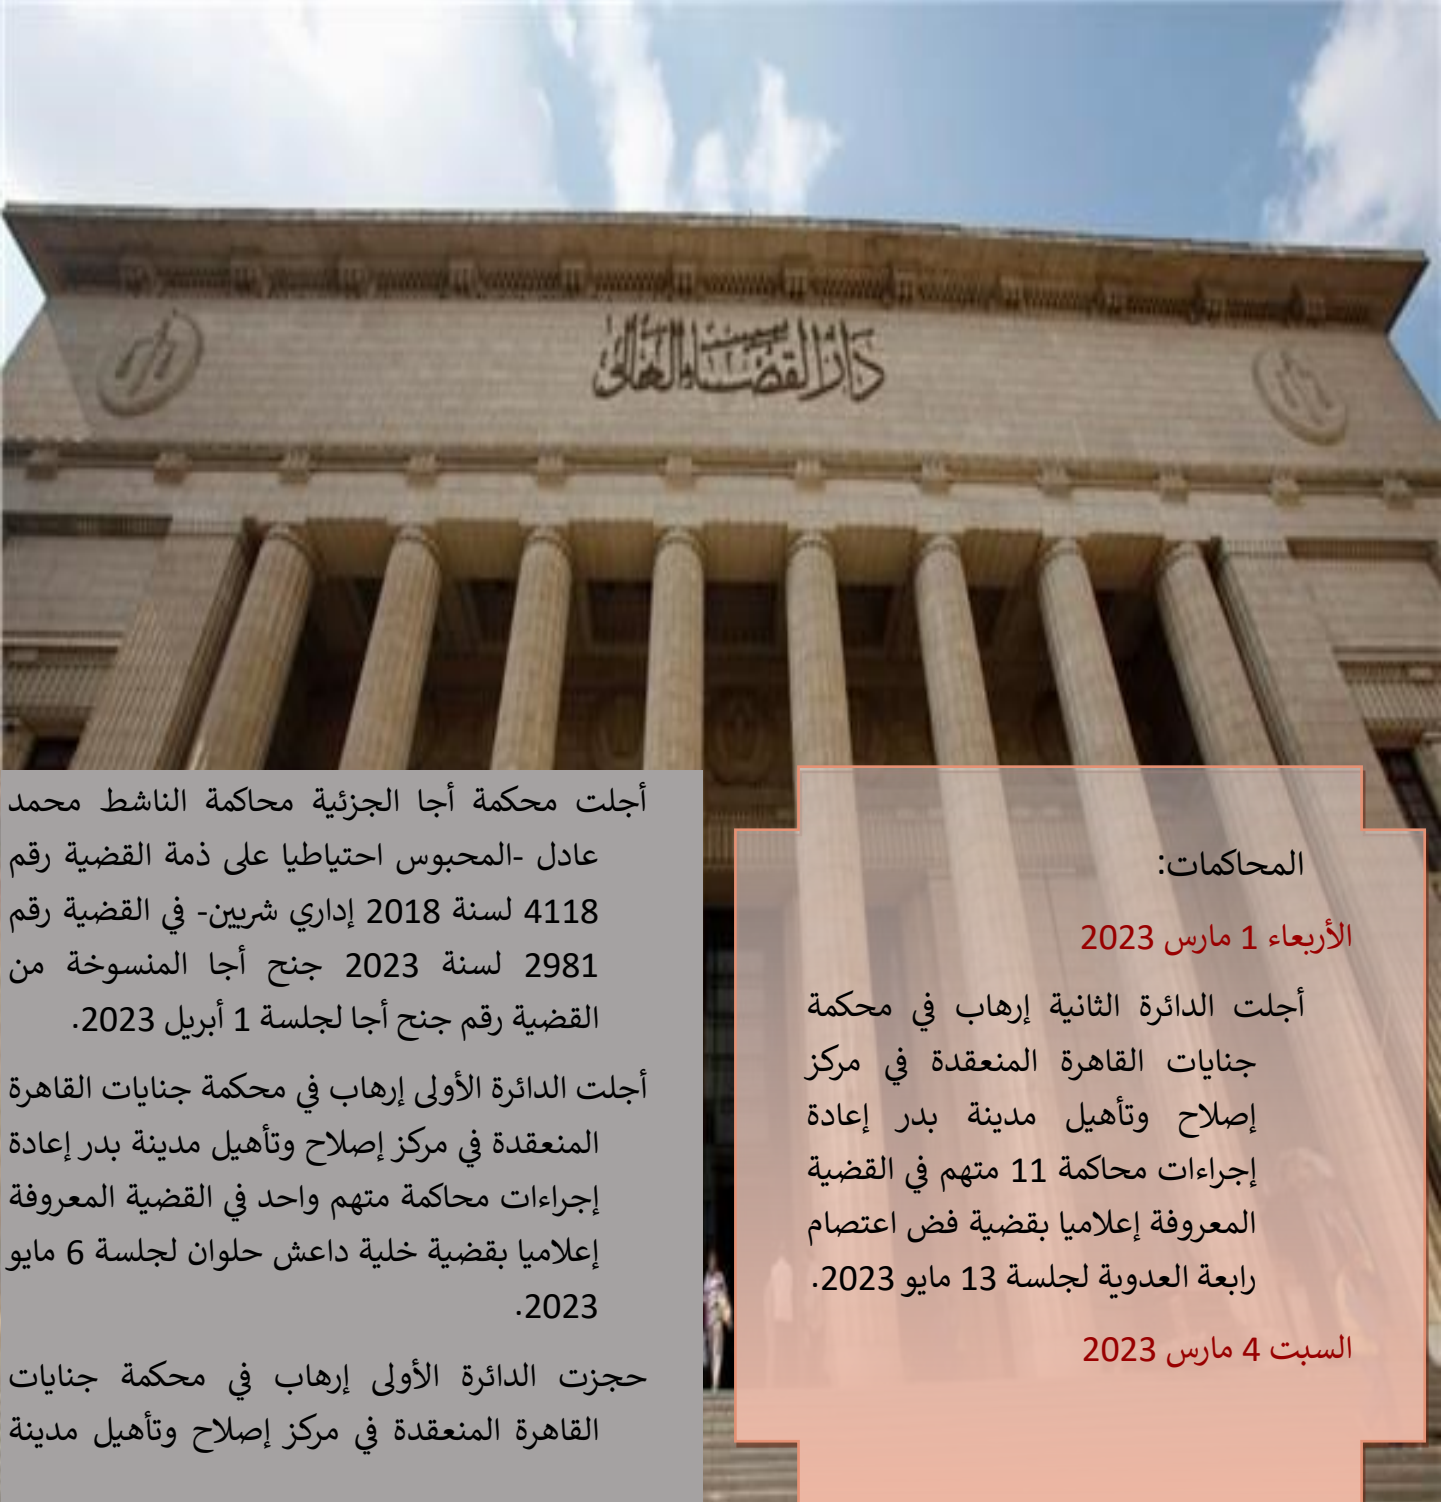 دار القضاء العالي
المحاكمات:
الأربعاء 1 مارس 2023
أجلت الدائرة الثانية إرهاب في محكمة
جنايات القاهرة المنعقدة في مركز
إصلاح وتأهيل مدينة بدر إعادة
إجراءات محاكمة 11 متهم في القضية
المعروفة إعلاميا بقضية فض اعتصام
رابعة العدوية لجلسة 13 مايو 2023.
السبت 4 مارس 2023
أجلت محكمة أجا الجزئية محاكمة الناشط محمد
عادل -المحبوس احتياطيا على ذمة القضية رقم
4118 لسنة 2018 إداري شربين- في القضية رقم
2981 لسنة 2023 جنح أجا المنسوخة من
القضية رقم جنح أجا لجلسة 1 أبريل 2023.
أجلت الدائرة الأولى إرهاب في محكمة جنايات القاهرة
المنعقدة في مركز إصلاح وتأهيل مدينة بدر إعادة
إجراءات محاكمة متهم واحد في القضية المعروفة
إعلاميا بقضية خلية داعش حلوان لجلسة 6 مايو
2023.
حجزت الدائرة الأولى إرهاب في محكمة جنايات
القاهرة المنعقدة في مركز إصلاح وتأهيل مدينة